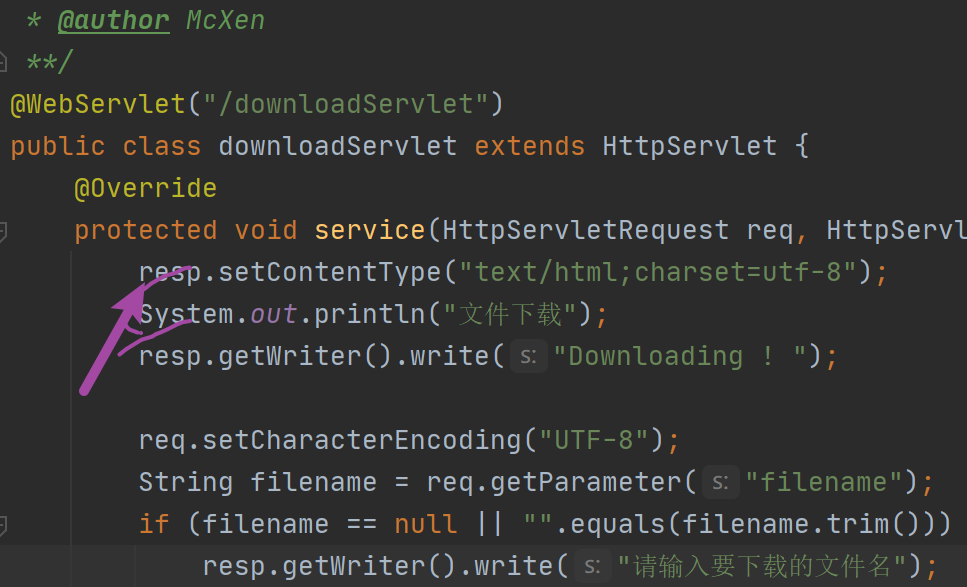 * @author McXen
**/
@WebServlet("/downloadServlet")
public class downloadServlet extends HttpServlet {
@Override
protected void service(HttpServletRequest req, HttpServl
resp.setContentType("text/html;charset=utf-8");
System.out.println("文件下载");
resp.getWriter().write( s: "Downloading ! ");
req.setCharacterEncoding("UTF-8");
String filename = req.getParameter( s: "filename");
if (filename == null || "".equals(filename.trim()))
resp.getWriter().write( s: "请输入要下载的文件名");